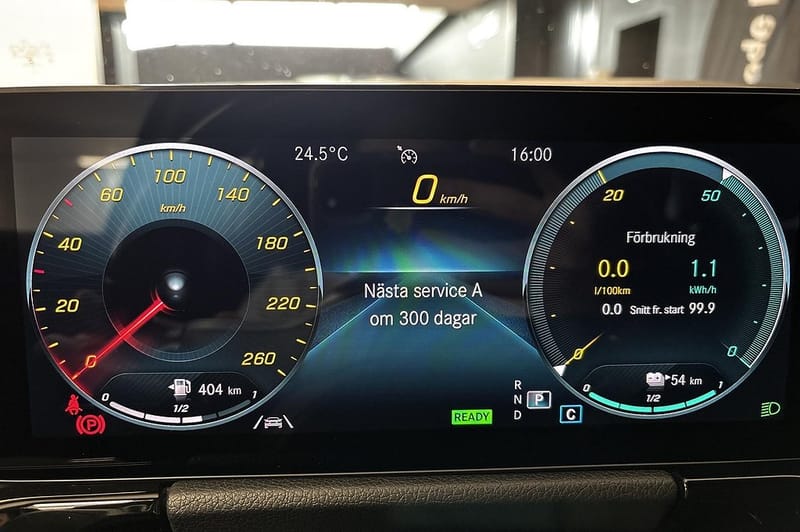 24.5°C
16:00
0 km/h
0
20
40
60
100
140
180
220
260
km/h
404 km
0 1/2 1
P
Nästa service A
om 300 dagar
READY
R
N P
D
C
20 50
Förbrukning
0.0 1.1
l/100km kWh/h
0.0 Snitt fr. start 99.9
0 0
54 km
0 1/2 1